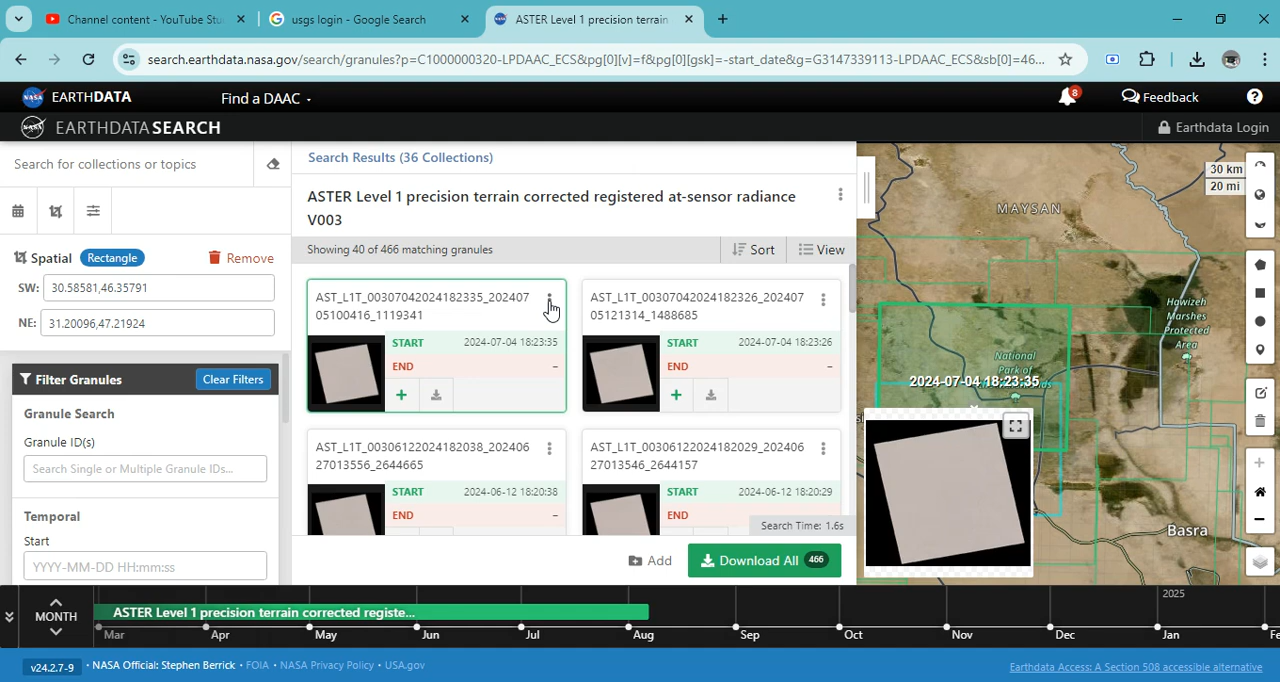 Channel content - YouTube Stu
usgs login - Google Search
ASTER Level 1 precision terrain
search.earthdata.nasa.gov/search/granules?p=C1000000320-LPDAAC_ECS&pg[0][v]=f&pg[0][gsk]=-start_date&g=G3147339113-LPDAAC_ECS&sb[0]=46...
NASA EARTHDATA
Find a DAAC
8
Feedback
?
NASA EARTHDATA SEARCH
Earthdata Login
Search for collections or topics
Spatial Rectangle Remove
SW: 30.58581,46.35791
NE: 31.20096,47.21924
Filter Granules Clear Filters
Granule Search
Granule ID(s)
Search Single or Multiple Granule IDs...
Temporal
Start
YYYY-MM-DD HH:mm:ss
Search Results (36 Collections)
ASTER Level 1 precision terrain corrected registered at-sensor radiance
V003
Showing 40 of 466 matching granules
Sort View
AST_L1T_00307042024182335_202407
05100416_1119341
START 2024-07-04 18:23:35
END –
AST_L1T_00307042024182326_202407
05121314_1488685
START 2024-07-04 18:23:26
END –
AST_L1T_00306122024182038_202406
27013556_2644665
START 2024-06-12 18:20:38
END –
AST_L1T_00306122024182029_202406
27013546_2644157
START 2024-06-12 18:20:29
END
Search Time: 1.6s
Add
Download All 466
30 km
20 mi
MAYSAN
Hawizeh
Marshes
Protected
Area
National
Park of
2024-07-04 18:23:35
Basra
MONTH
ASTER Level 1 precision terrain corrected registe...
2025
Mar Apr May Jun Jul Aug Sep Oct Nov Dec Jan Fe
v24.2.7-9 · NASA Official: Stephen Berrick · FOIA · NASA Privacy Policy · USA.gov
Earthdata Access: A Section 508 accessible alternative